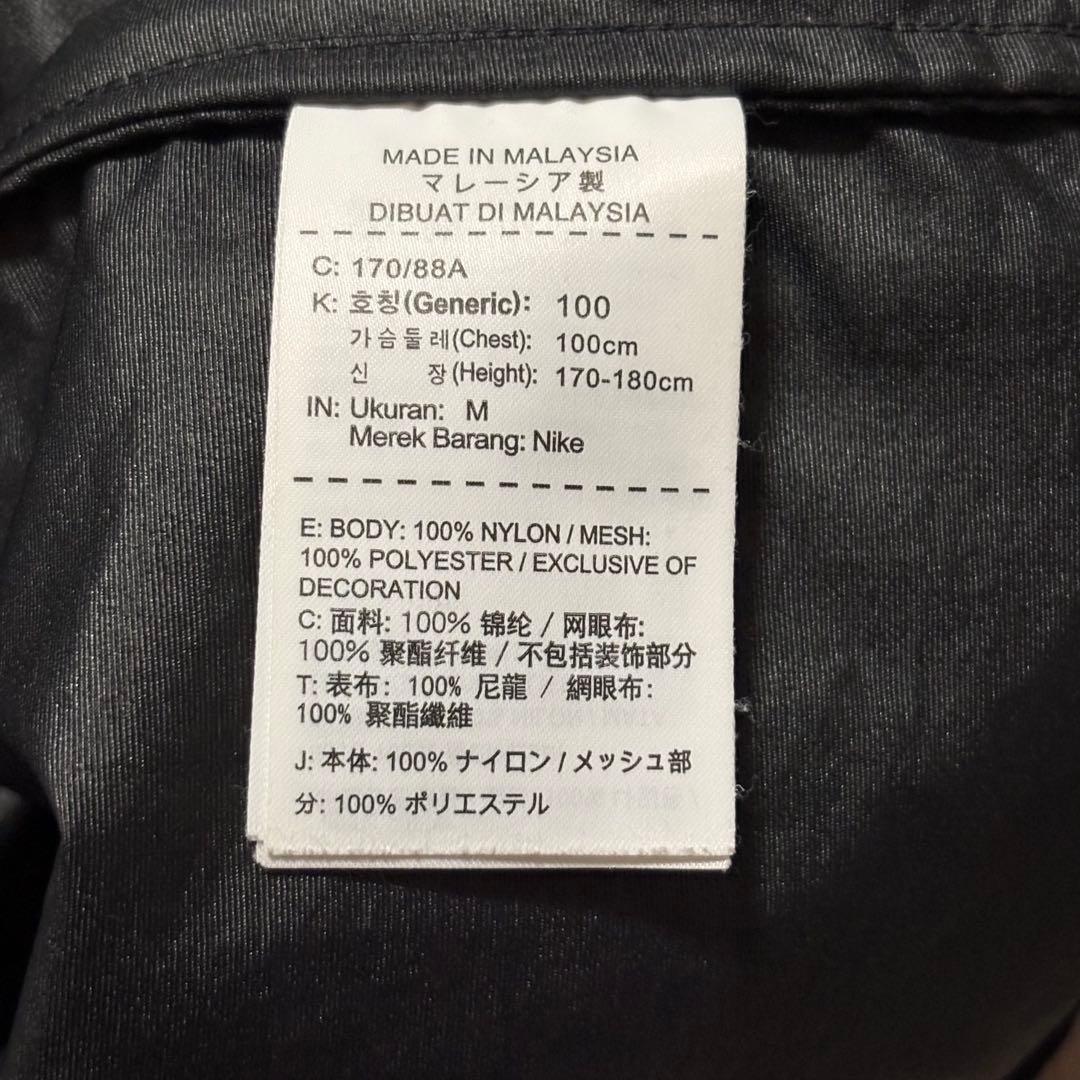 MADE IN MALAYSIA
マレーシア製
DIBUAT DI MALAYSIA
C: 170/88A
K: 호칭(Generic): 100
가슴둘레(Chest): 100cm
신 장(Height): 170-180cm
IN: Ukuran: M
Merek Barang: Nike
E: BODY: 100% NYLON / MESH:
100% POLYESTER / EXCLUSIVE OF
DECORATION
C: 面料: 100% 锦纶 / 网眼布:
100% 聚酯纤维 / 不包括装饰部分
T: 表布: 100% 尼龍 / 網眼布:
100% 聚酯纖維
J: 本体: 100% ナイロン / メッシュ部
分: 100% ポリエステル